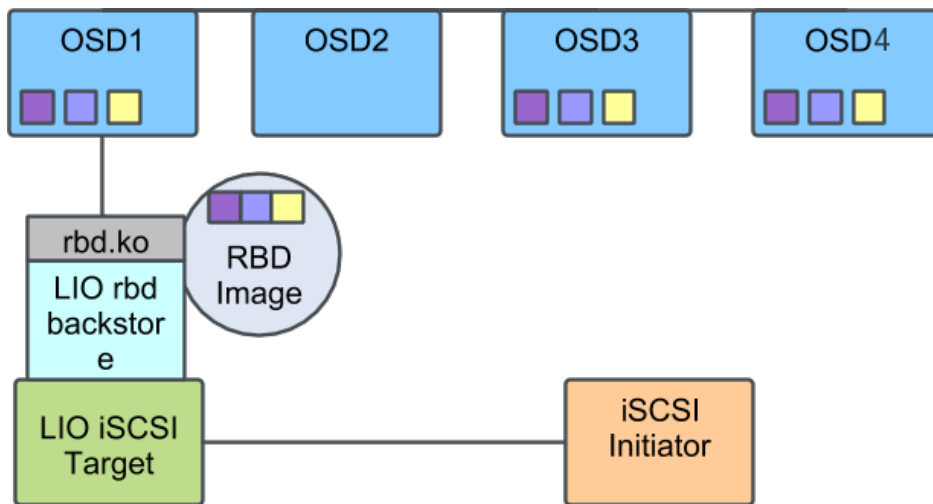 OSD1
OSD2
OSD3
OSD4
rbd.ko
LIO rbd
backstor
e
RBD
Image
LIO iSCSI
Target
iSCSI
Initiator